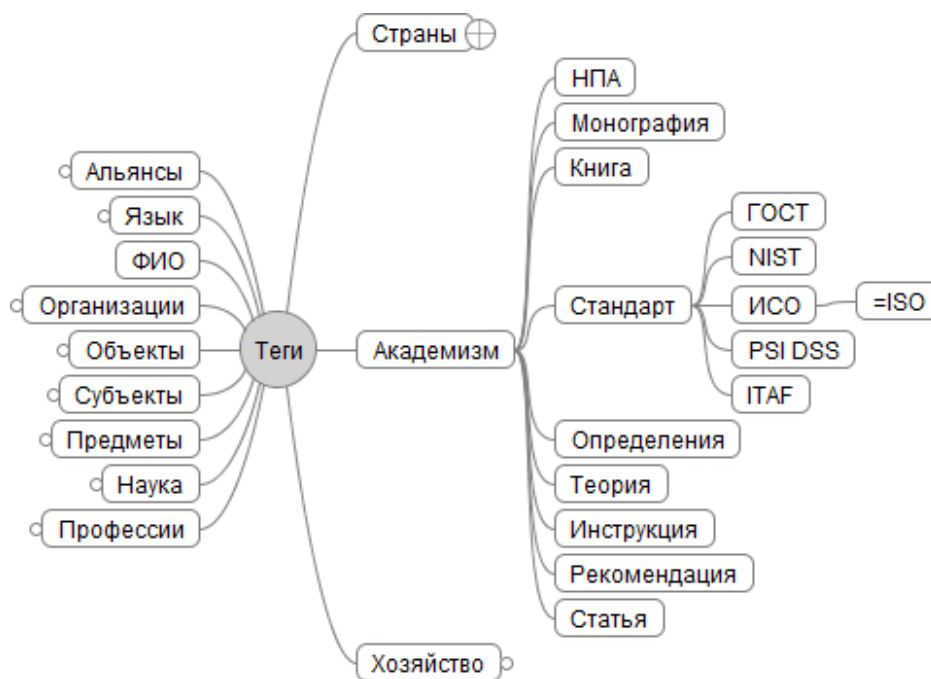 Страны
НПА
Монография
Книга
Альянсы
Язык
ФИО
Организации
Объекты
Субъекты
Предметы
Наука
Профессии
Теги
Академизм
Стандарт
ГОСТ
NIST
ИСО
=ISO
PSI DSS
ITAF
Определения
Теория
Инструкция
Рекомендация
Статья
Хозяйство